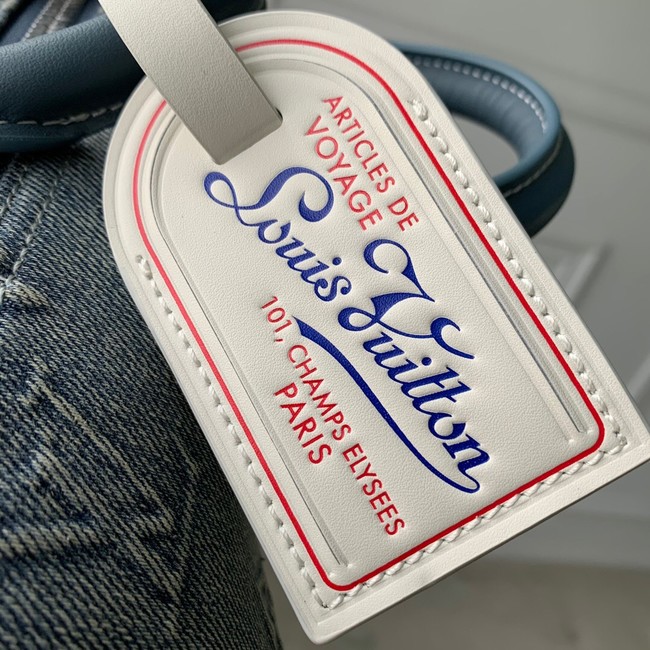 ARTICLES DE
VOYAGE
Louis Vuitton
101, CHAMPS ELYSEES
PARIS